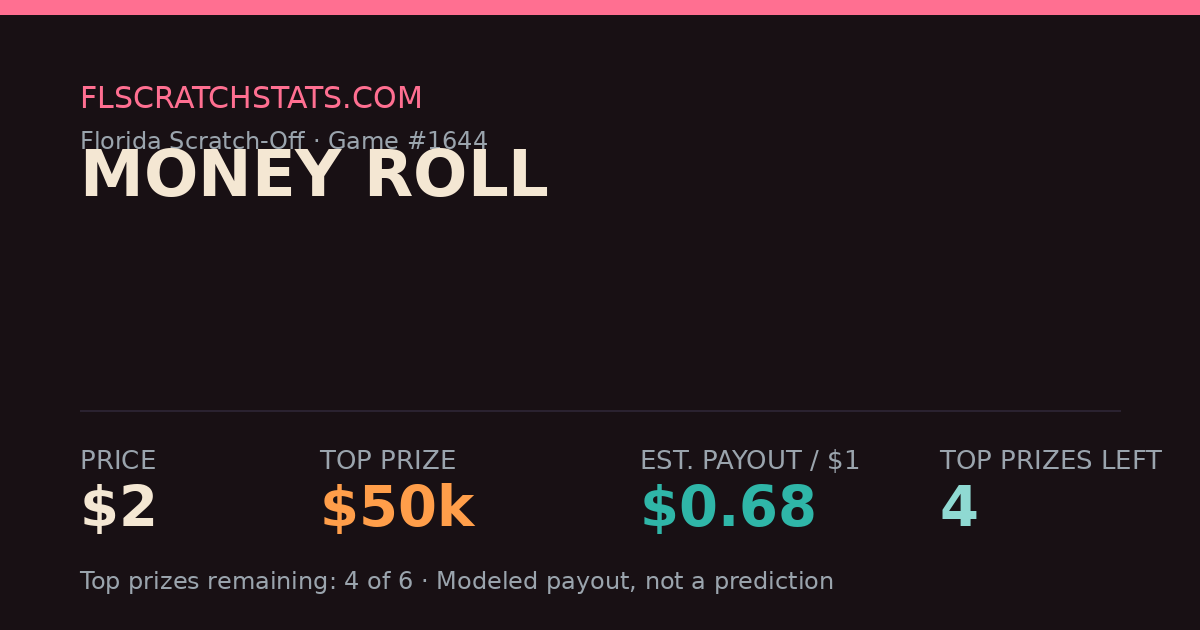 FLSCRATCHSTATS.COM
Florida Scratch-Off · Game #1644
MONEY ROLL
PRICE
$2
TOP PRIZE
$50k
EST. PAYOUT / $1
$0.68
TOP PRIZES LEFT
4
Top prizes remaining: 4 of 6 · Modeled payout, not a prediction